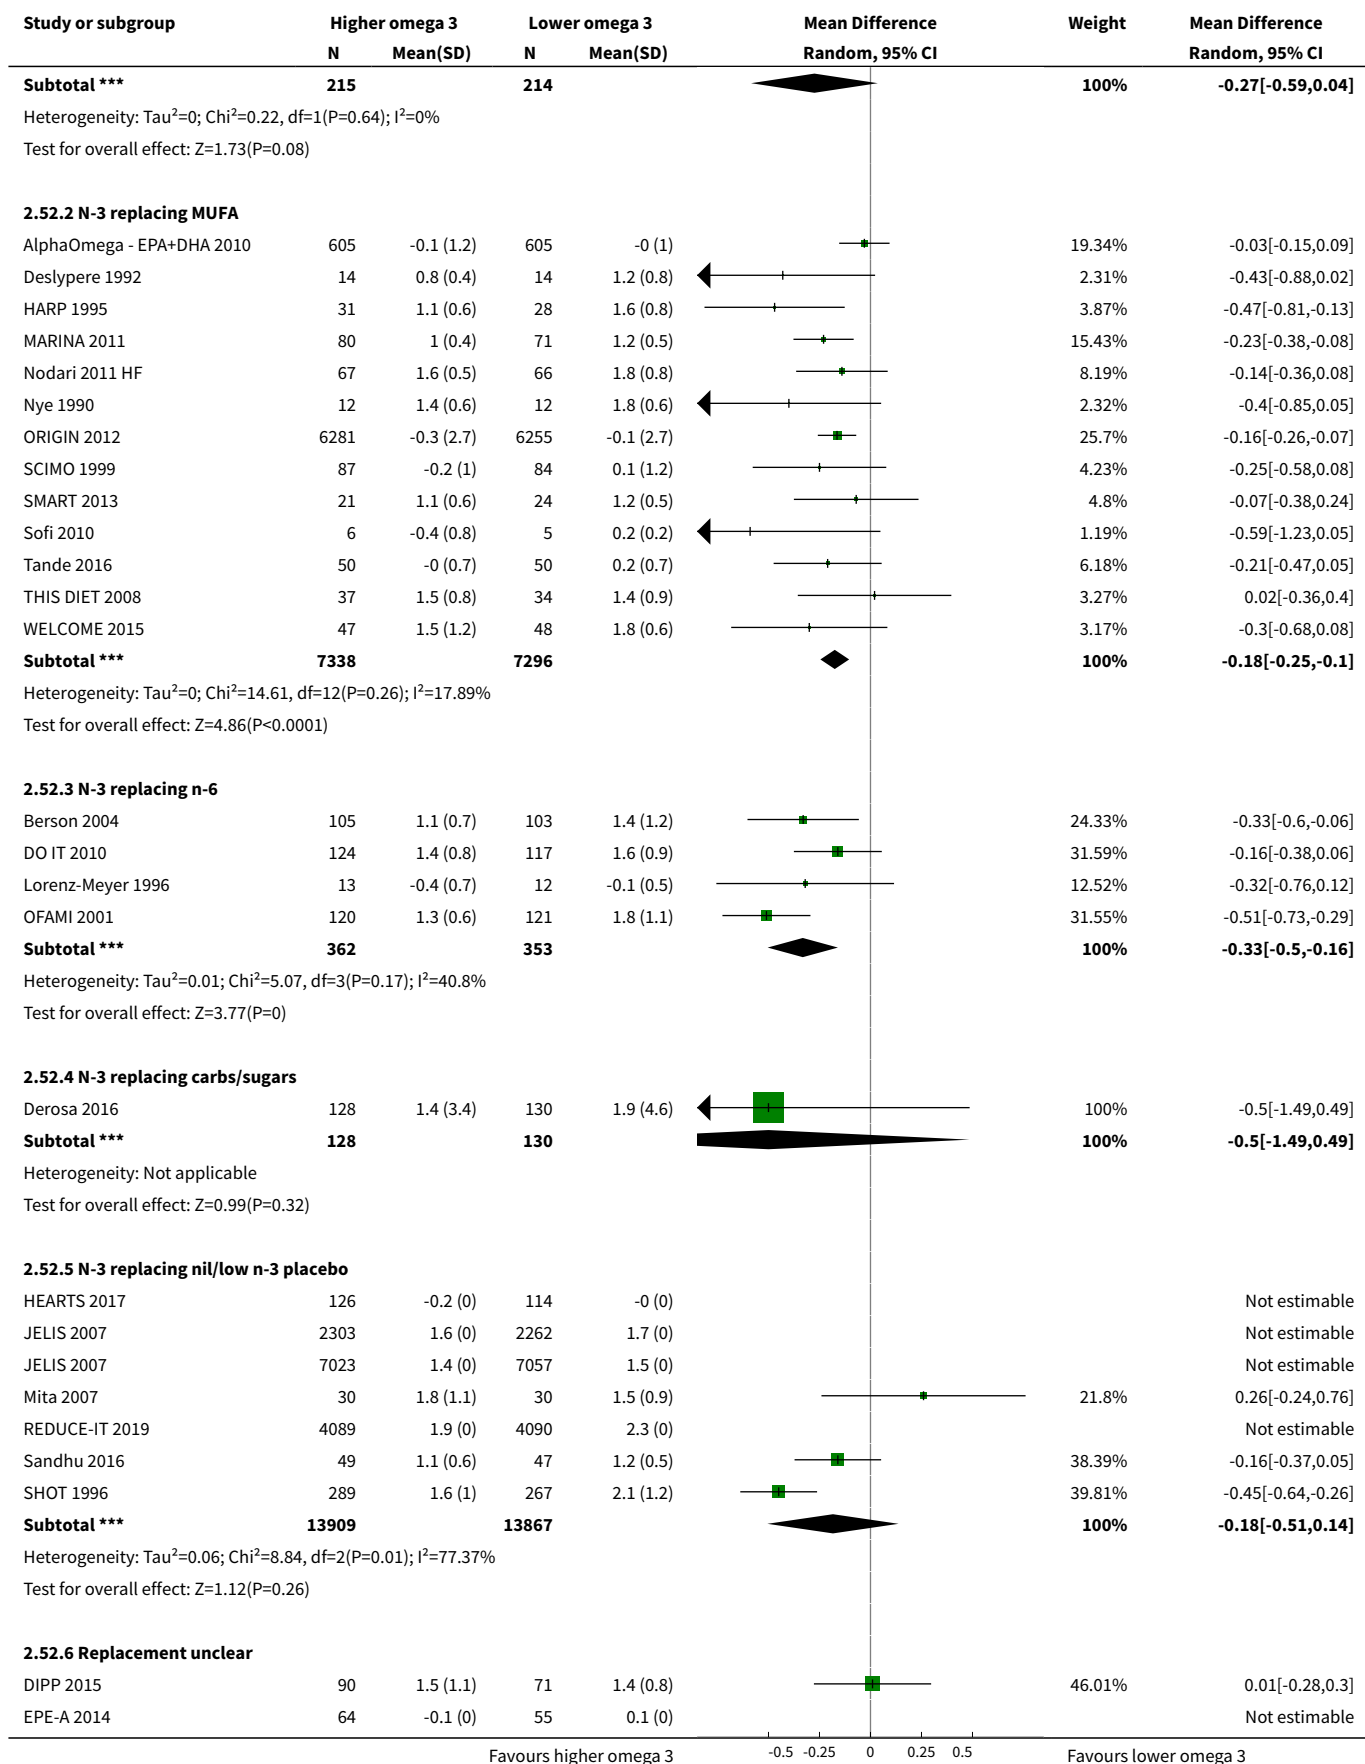 Study or subgroup Higher omega 3 Lower omega 3 Mean Difference Weight Mean Difference
N Mean(SD) N Mean(SD) Random, 95% CI Random, 95% CI
Subtotal *** 215 214 100% -0.27[-0.59,0.04]
Heterogeneity: Tau²=0; Chi²=0.22, df=1(P=0.64); I²=0%
Test for overall effect: Z=1.73(P=0.08)
2.52.2 N-3 replacing MUFA
AlphaOmega - EPA+DHA 2010 605 -0.1 (1.2) 605 -0 (1) 19.34% -0.03[-0.15,0.09]
Deslypere 1992 14 0.8 (0.4) 14 1.2 (0.8) 2.31% -0.43[-0.88,0.02]
HARP 1995 31 1.1 (0.6) 28 1.6 (0.8) 3.87% -0.47[-0.81,-0.13]
MARINA 2011 80 1 (0.4) 71 1.2 (0.5) 15.43% -0.23[-0.38,-0.08]
Nodari 2011 HF 67 1.6 (0.5) 66 1.8 (0.8) 8.19% -0.14[-0.36,0.08]
Nye 1990 12 1.4 (0.6) 12 1.8 (0.6) 2.32% -0.4[-0.85,0.05]
ORIGIN 2012 6281 -0.3 (2.7) 6255 -0.1 (2.7) 25.7% -0.16[-0.26,-0.07]
SCIMO 1999 87 -0.2 (1) 84 0.1 (1.2) 4.23% -0.25[-0.58,0.08]
SMART 2013 21 1.1 (0.6) 24 1.2 (0.5) 4.8% -0.07[-0.38,0.24]
Sofi 2010 6 -0.4 (0.8) 5 0.2 (0.2) 1.19% -0.59[-1.23,0.05]
Tande 2016 50 -0 (0.7) 50 0.2 (0.7) 6.18% -0.21[-0.47,0.05]
THIS DIET 2008 37 1.5 (0.8) 34 1.4 (0.9) 3.27% 0.02[-0.36,0.4]
WELCOME 2015 47 1.5 (1.2) 48 1.8 (0.6) 3.17% -0.3[-0.68,0.08]
Subtotal *** 7338 7296 100% -0.18[-0.25,-0.1]
Heterogeneity: Tau²=0; Chi²=14.61, df=12(P=0.26); I²=17.89%
Test for overall effect: Z=4.86(P<0.0001)
2.52.3 N-3 replacing n-6
Berson 2004 105 1.1 (0.7) 103 1.4 (1.2) 24.33% -0.33[-0.6,-0.06]
DO IT 2010 124 1.4 (0.8) 117 1.6 (0.9) 31.59% -0.16[-0.38,0.06]
Lorenz-Meyer 1996 13 -0.4 (0.7) 12 -0.1 (0.5) 12.52% -0.32[-0.76,0.12]
OFAMI 2001 120 1.3 (0.6) 121 1.8 (1.1) 31.55% -0.51[-0.73,-0.29]
Subtotal *** 362 353 100% -0.33[-0.5,-0.16]
Heterogeneity: Tau²=0.01; Chi²=5.07, df=3(P=0.17); I²=40.8%
Test for overall effect: Z=3.77(P=0)
2.52.4 N-3 replacing carbs/sugars
Derosa 2016 128 1.4 (3.4) 130 1.9 (4.6) 100% -0.5[-1.49,0.49]
Subtotal *** 128 130 100% -0.5[-1.49,0.49]
Heterogeneity: Not applicable
Test for overall effect: Z=0.99(P=0.32)
2.52.5 N-3 replacing nil/low n-3 placebo
HEARTS 2017 126 -0.2 (0) 114 -0 (0) Not estimable
JELIS 2007 2303 1.6 (0) 2262 1.7 (0) Not estimable
JELIS 2007 7023 1.4 (0) 7057 1.5 (0) Not estimable
Mita 2007 30 1.8 (1.1) 30 1.5 (0.9) 21.8% 0.26[-0.24,0.76]
REDUCE-IT 2019 4089 1.9 (0) 4090 2.3 (0) Not estimable
Sandhu 2016 49 1.1 (0.6) 47 1.2 (0.5) 38.39% -0.16[-0.37,0.05]
SHOT 1996 289 1.6 (1) 267 2.1 (1.2) 39.81% -0.45[-0.64,-0.26]
Subtotal *** 13909 13867 100% -0.18[-0.51,0.14]
Heterogeneity: Tau²=0.06; Chi²=8.84, df=2(P=0.01); I²=77.37%
Test for overall effect: Z=1.12(P=0.26)
2.52.6 Replacement unclear
DIPP 2015 90 1.5 (1.1) 71 1.4 (0.8) 46.01% 0.01[-0.28,0.3]
EPE-A 2014 64 -0.1 (0) 55 0.1 (0) Not estimable
-0.5 -0.25 0 0.25 0.5
Favours higher omega 3 Favours lower omega 3